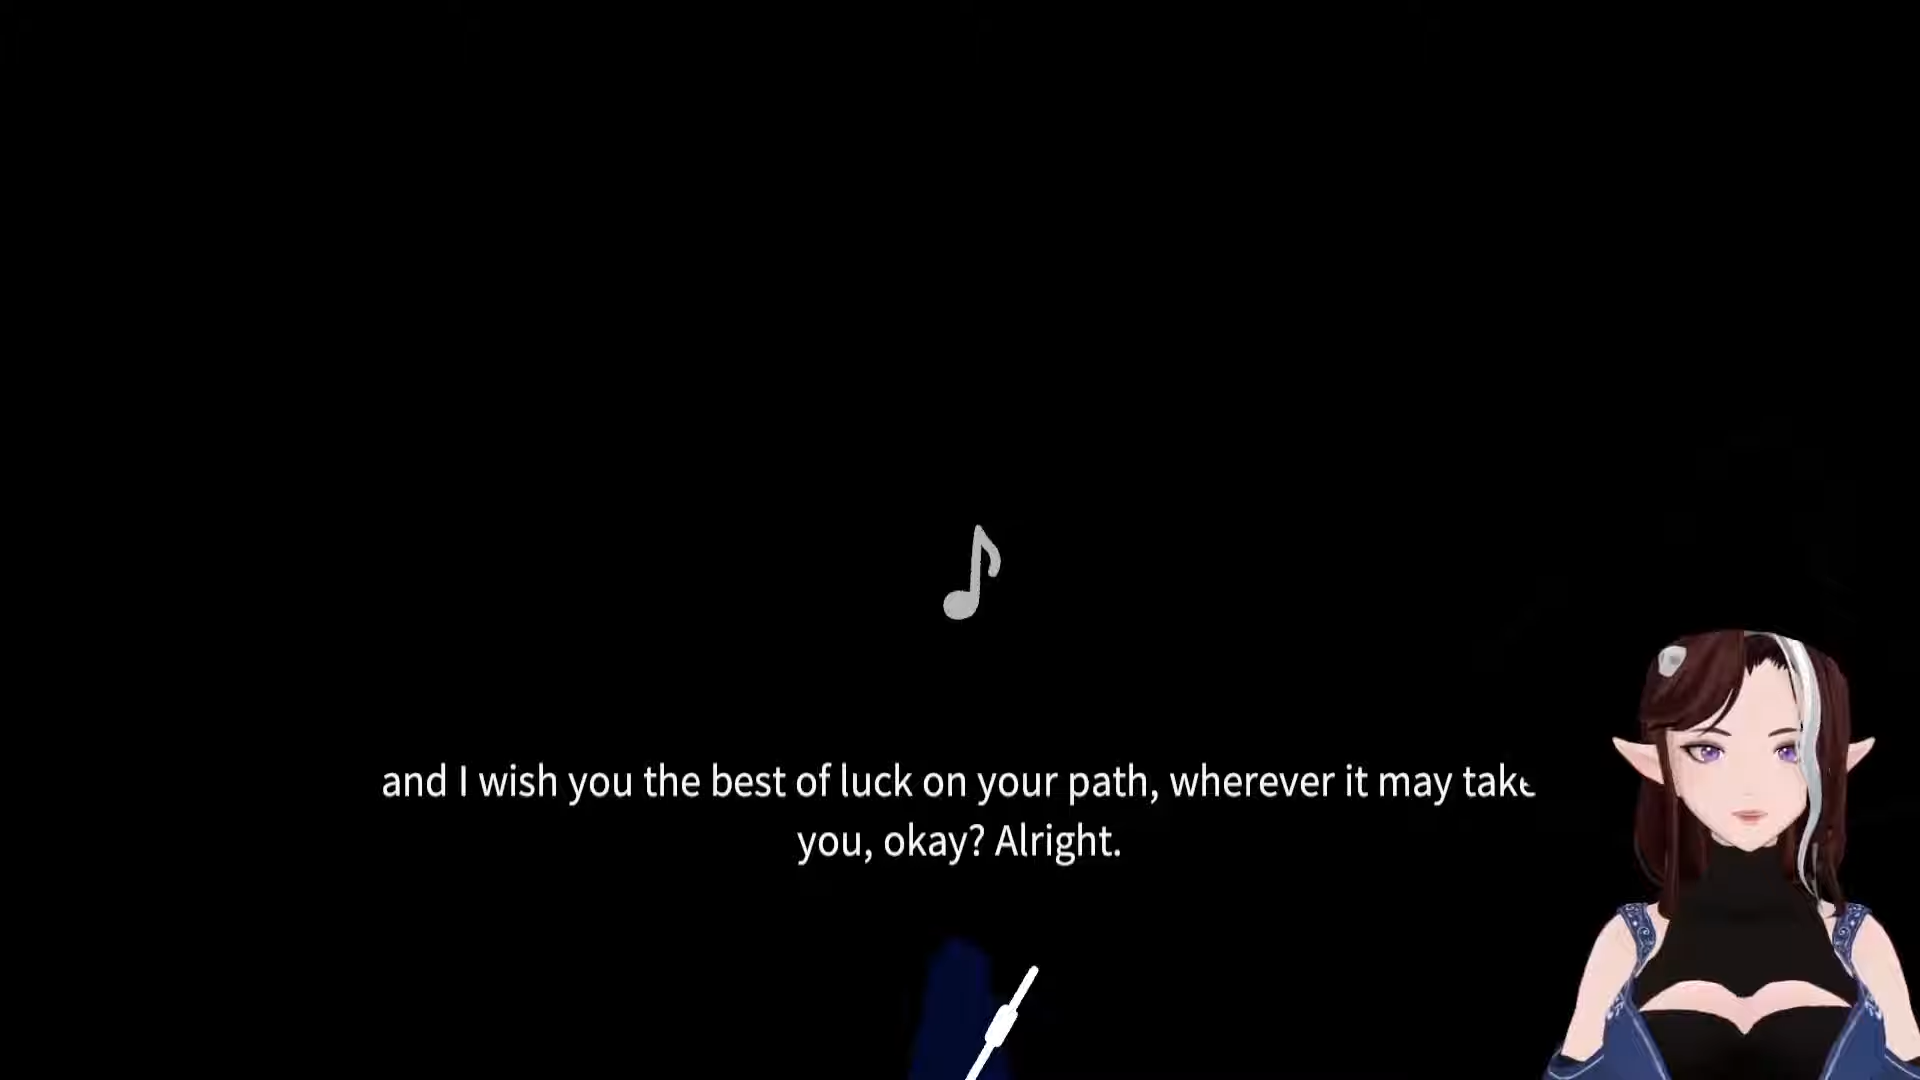 and I wish you the best of luck on your path, wherever it may take
you, okay? Alright.